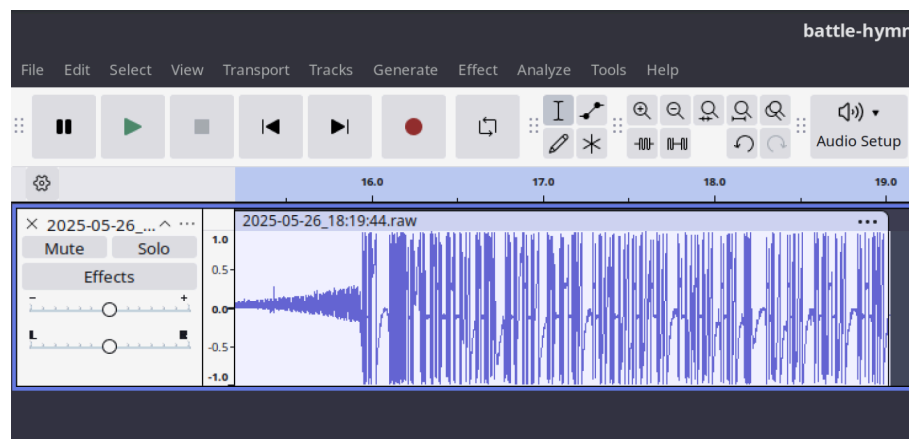 battle-hymn
File Edit Select View Transport Tracks Generate Effect Analyze Tools Help
Audio Setup
16.0 17.0 18.0 19.0
2025-05-26_... 2025-05-26_18:19:44.raw
Mute Solo
Effects
- +
L R
1.0
0.5
0.0
-0.5
-1.0